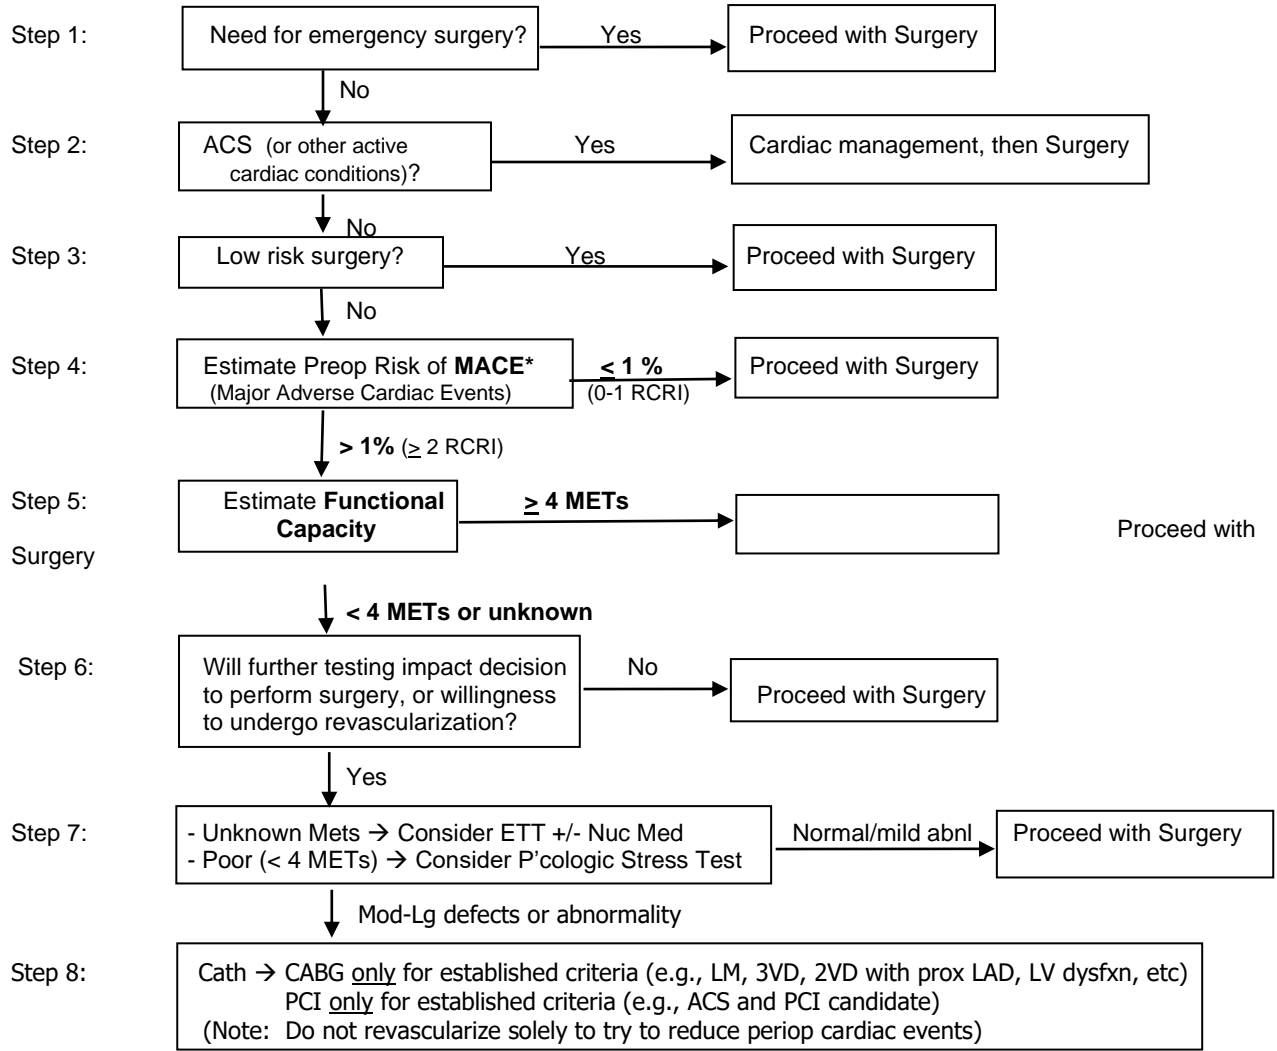 Step 1:
Need for emergency surgery?
Yes
Proceed with Surgery
No
Step 2:
ACS (or other active
cardiac conditions)?
Yes
Cardiac management, then Surgery
No
Step 3:
Low risk surgery?
Yes
Proceed with Surgery
No
Step 4:
Estimate Preop Risk of MACE*
(Major Adverse Cardiac Events)
≤ 1 %
(0-1 RCRI)
Proceed with Surgery
> 1% (≥ 2 RCRI)
Step 5:
Estimate Functional
Capacity
≥ 4 METs
Proceed with
Surgery
< 4 METs or unknown
Step 6:
Will further testing impact decision
to perform surgery, or willingness
to undergo revascularization?
No
Proceed with Surgery
Yes
Step 7:
- Unknown Mets → Consider ETT +/- Nuc Med
- Poor (< 4 METs) → Consider P'cologic Stress Test
Normal/mild abnl
Proceed with Surgery
Mod-Lg defects or abnormality
Step 8:
Cath → CABG only for established criteria (e.g., LM, 3VD, 2VD with prox LAD, LV dysfxn, etc)
PCI only for established criteria (e.g., ACS and PCI candidate)
(Note: Do not revascularize solely to try to reduce periop cardiac events)